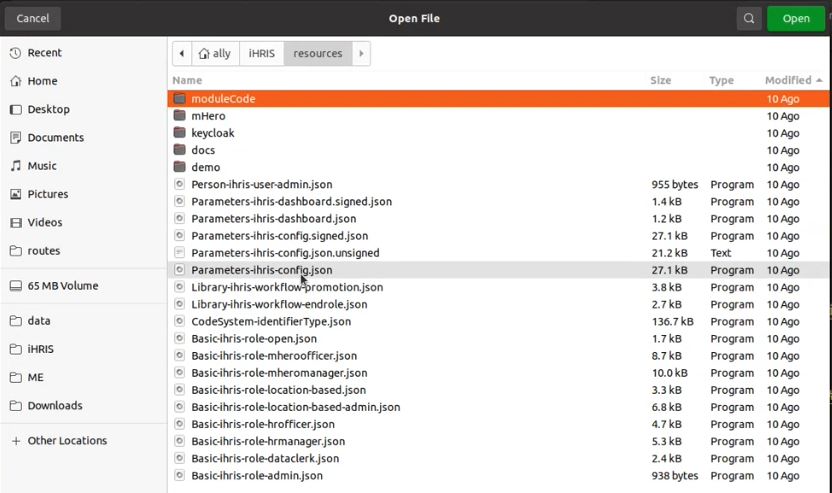 Cancel Open File Open
Recent
Home
Desktop
Documents
Music
Pictures
Videos
routes
65 MB Volume
data
iHRIS
ME
Downloads
+ Other Locations
ally iHRIS resources
Name Size Type Modified
moduleCode 10 Ago
mHero 10 Ago
keycloak 10 Ago
docs 10 Ago
demo 10 Ago
Person-ihris-user-admin.json 955 bytes Program 10 Ago
Parameters-ihris-dashboard.signed.json 1.4 kB Program 10 Ago
Parameters-ihris-dashboard.json 1.2 kB Program 10 Ago
Parameters-ihris-config.signed.json 27.1 kB Program 10 Ago
Parameters-ihris-config.json.unsigned 21.2 kB Text 10 Ago
Parameters-ihris-config.json 27.1 kB Program 10 Ago
Library-ihris-workflow-promotion.json 3.8 kB Program 10 Ago
Library-ihris-workflow-endrole.json 2.7 kB Program 10 Ago
CodeSystem-identifierType.json 136.7 kB Program 10 Ago
Basic-ihris-role-open.json 1.7 kB Program 10 Ago
Basic-ihris-role-mheroofficer.json 8.7 kB Program 10 Ago
Basic-ihris-role-mheromanager.json 10.0 kB Program 10 Ago
Basic-ihris-role-location-based.json 3.3 kB Program 10 Ago
Basic-ihris-role-location-based-admin.json 6.8 kB Program 10 Ago
Basic-ihris-role-hrofficer.json 4.7 kB Program 10 Ago
Basic-ihris-role-hrmanager.json 5.3 kB Program 10 Ago
Basic-ihris-role-dataclerk.json 2.4 kB Program 10 Ago
Basic-ihris-role-admin.json 938 bytes Program 10 Ago